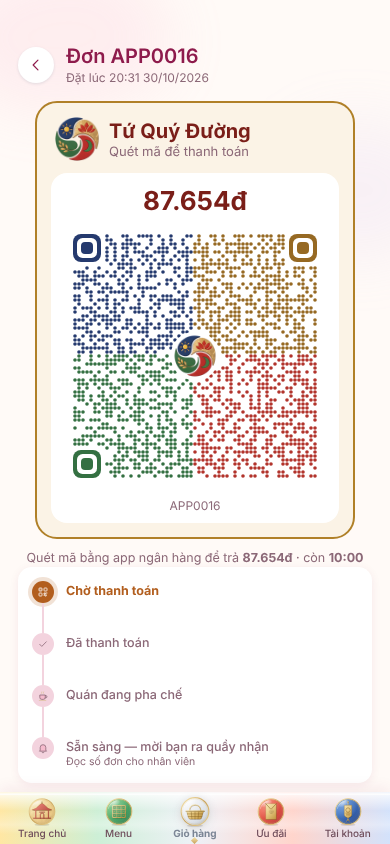 Đơn APP0016
Đặt lúc 20:31 30/10/2026
Tứ Quý Đường
Quét mã để thanh toán
87.654đ
APP0016
Quét mã bằng app ngân hàng để trả 87.654đ · còn 10:00
Chờ thanh toán
Đã thanh toán
Quán đang pha chế
Sẵn sàng — mời bạn ra quầy nhận
Đọc số đơn cho nhân viên
Trang chủ
Menu
Giỏ hàng
Ưu đãi
Tài khoản